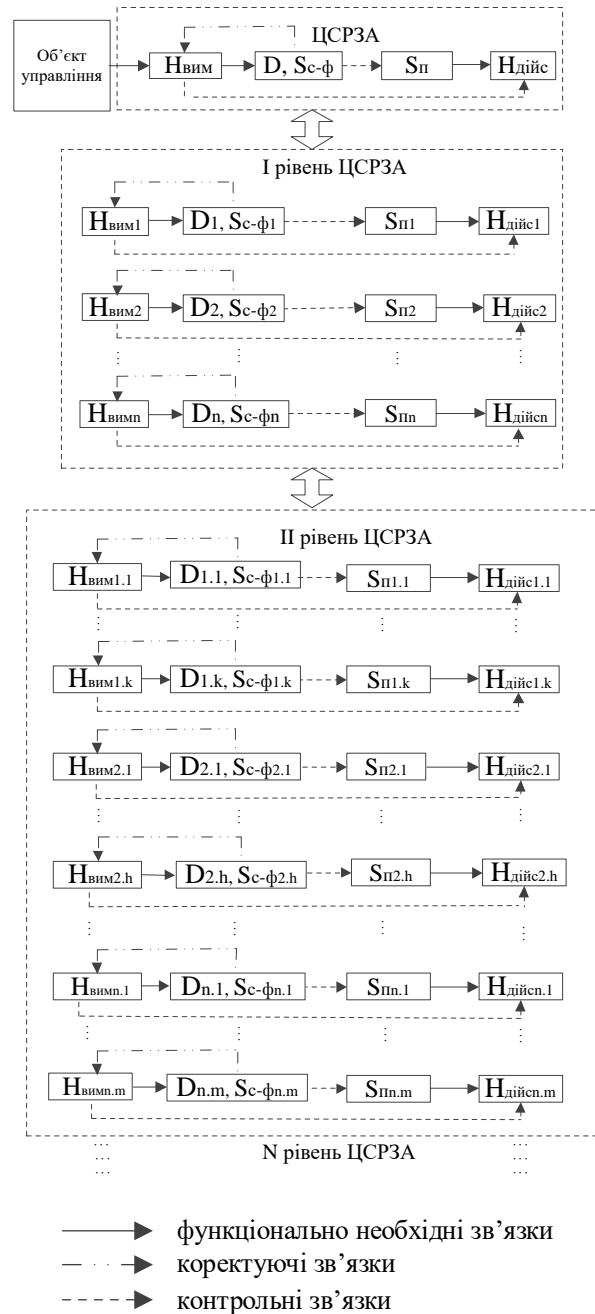 ЦСРЗА
Об’єкт
управління
Hвим D, Sс-ф Sп Hдійс
I рівень ЦСРЗА
Hвим1 D1, Sс-ф1 Sп1 Hдійс1
Hвим2 D2, Sс-ф2 Sп2 Hдійс2
Hвимn Dn, Sс-фn Sпn Hдійсn
II рівень ЦСРЗА
Hвим1.1 D1.1, Sс-ф1.1 Sп1.1 Hдійс1.1
Hвим1.k D1.k, Sс-ф1.k Sп1.k Hдійс1.k
Hвим2.1 D2.1, Sс-ф2.1 Sп2.1 Hдійс2.1
Hвим2.h D2.h, Sс-ф2.h Sп2.h Hдійс2.h
Hвимn.1 Dn.1, Sс-фn.1 Sпn.1 Hдійсn.1
Hвимn.m Dn.m, Sс-фn.m Sпn.m Hдійсn.m
N рівень ЦСРЗА
функціонально необхідні зв’язки
коректуючі зв’язки
контрольні зв’язки